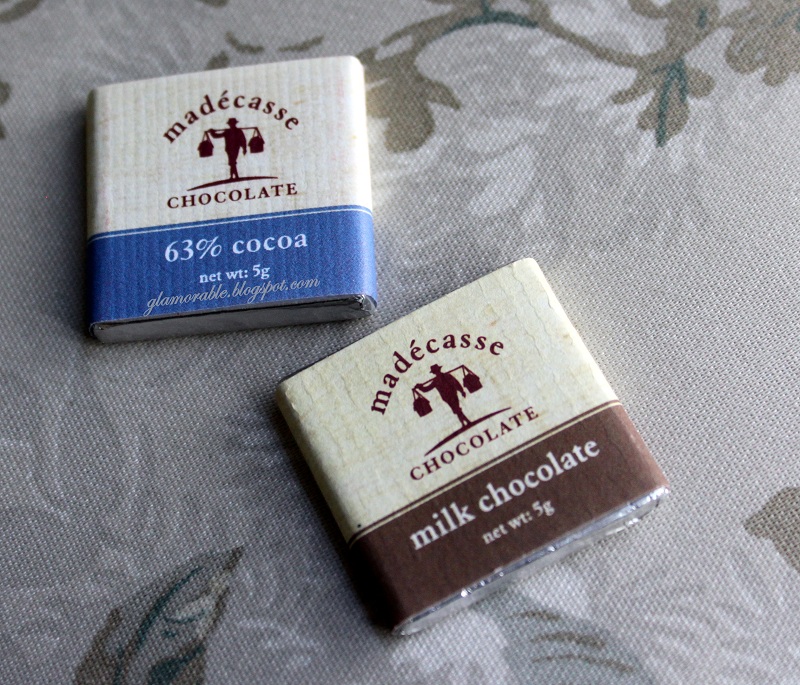 madécasse
CHOCOLATE
63% cocoa
net wt: 5g
glamorable.blogspot.com
madécasse
CHOCOLATE
milk chocolate
net wt: 5g